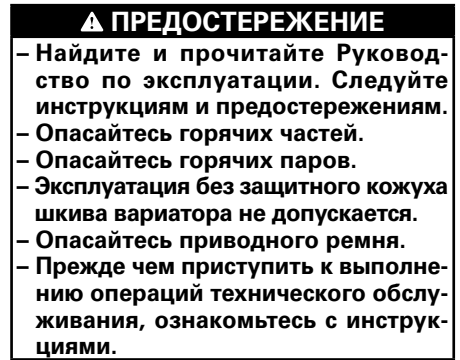 ⚠ ПРЕДОСТЕРЕЖЕНИЕ
– Найдите и прочитайте Руковод-
ство по эксплуатации. Следуйте
инструкциям и предостережениям.
– Опасайтесь горячих частей.
– Опасайтесь горячих паров.
– Эксплуатация без защитного кожуха
шкива вариатора не допускается.
– Опасайтесь приводного ремня.
– Прежде чем приступить к выполне-
нию операций технического обслу-
живания, ознакомьтесь с инструк-
циями.